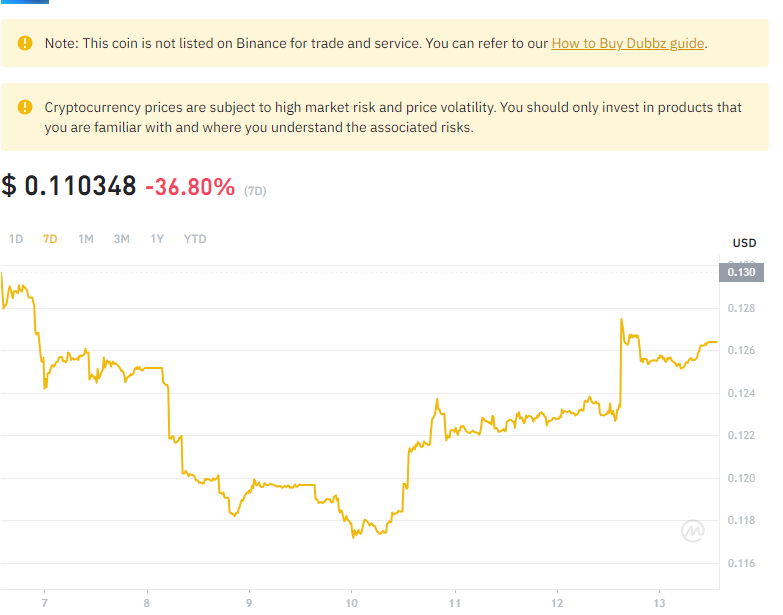 Note: This coin is not listed on Binance for trade and service. You can refer to our How to Buy Dubbz guide.
Cryptocurrency prices are subject to high market risk and price volatility. You should only invest in products that
you are familiar with and where you understand the associated risks.
$ 0.110348 -36.80% (7D)
1D 7D 1M 3M 1Y YTD
USD
0.130
0.128
0.126
0.124
0.122
0.120
0.118
0.116
7 8 9 10 11 12 13